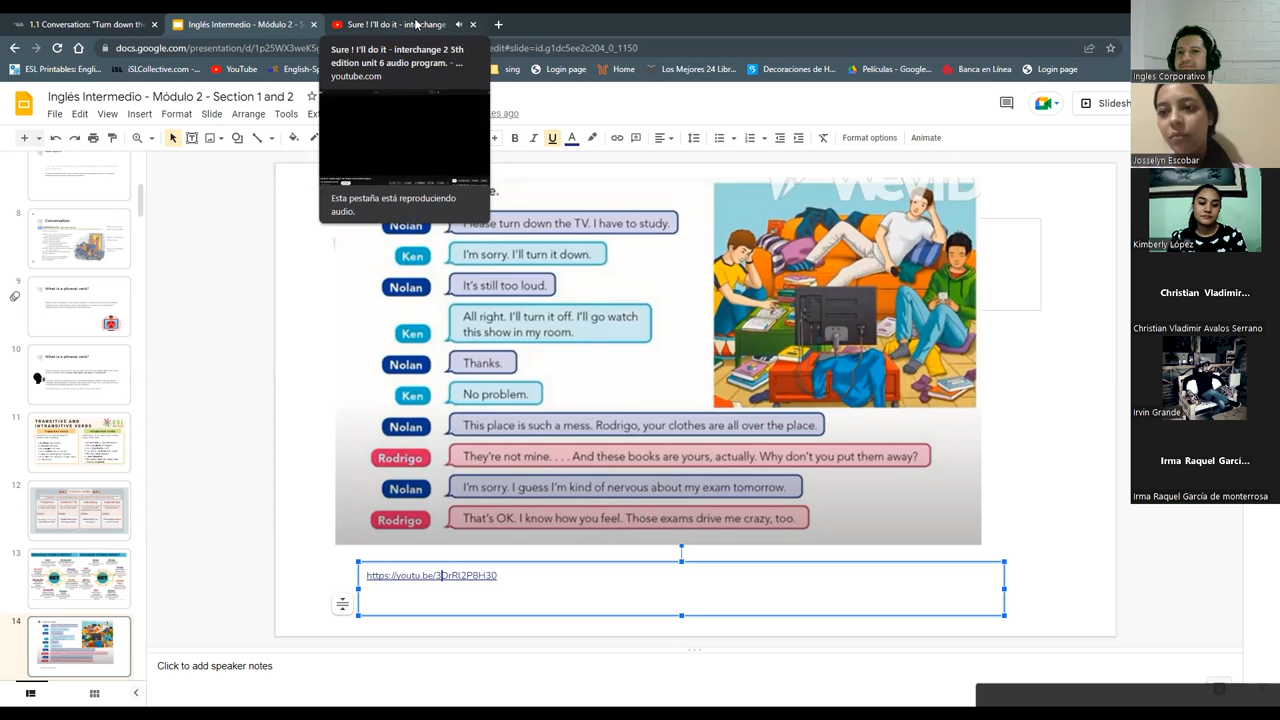 1.1 Conversation: "Turn down the
Inglés Intermedio - Módulo 2 - S
Sure ! I'll do it - interchange
docs.google.com/presentation/d/1p25WX3weK5
edit#slide=id.g1dc5ee2c204_0_1150
Sure ! I'll do it - interchange 2 5th
edition unit 6 audio program. - ...
youtube.com
Esta pestaña está reproduciendo
audio.
ESL Printables: Engl...
iSLCollective.com - ...
YouTube
English-Sp
sing
Login page
Los Mejores 24 Libr...
Decoraciones de H...
Películas - Google...
Banca en Línea
Login page
Inglés Intermedio - Módulo 2 - Section 1 and 2
File Edit View Insert Format Slide Arrange Tools
tes ago
Slidesh
Format options
Animate
8
Conversation
9
What is a phrasal verb?
10
What is a phrasal verb?
11
TRANSITIVE AND
INTRANSITIVE VERBS
ESL
12
13
14
Nolan
Please turn down the TV. I have to study.
Ken
I'm sorry. I'll turn it down.
Nolan
It's still too loud.
Ken
All right. I'll turn it off. I'll go watch
this show in my room.
Nolan
Thanks.
Ken
No problem.
Nolan
This place is such a mess. Rodrigo, your clothes are all over the place.
Rodrigo
They're not mine. . . . And these books are yours, actually. Why don't you put them away?
Nolan
I'm sorry. I guess I'm kind of nervous about my exam tomorrow.
Rodrigo
That's OK. I know how you feel. Those exams drive me crazy, too.
https://youtu.be/3DrRl2P8H30
Click to add speaker notes
Ingles Corporativo
Josselyn Escobar
Kimberly López
Christian Vladimir...
Christian Vladimir Avalos Serrano
Irvin Grande
Irma Raquel Garcí...
Irma Raquel García de monterrosa